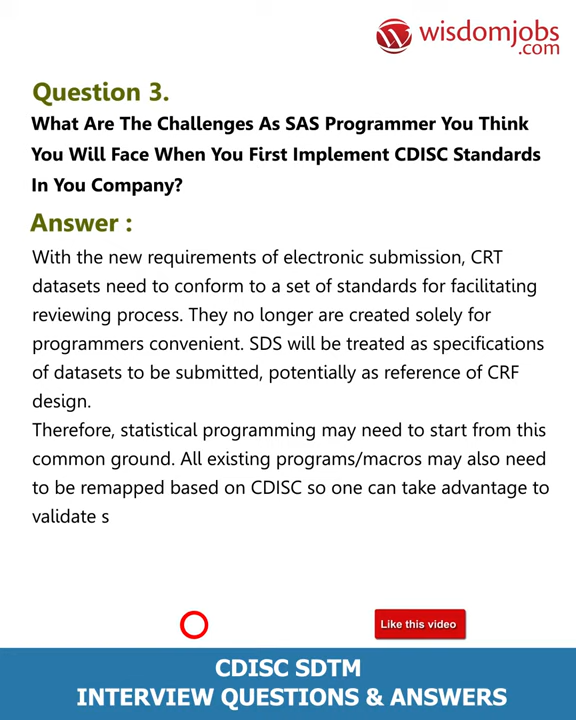 wisdomjobs
.com
Question 3.
What Are The Challenges As SAS Programmer You Think
You Will Face When You First Implement CDISC Standards
In You Company?
Answer :
With the new requirements of electronic submission, CRT
datasets need to conform to a set of standards for facilitating
reviewing process. They no longer are created solely for
programmers convenient. SDS will be treated as specifications
of datasets to be submitted, potentially as reference of CRF
design.
Therefore, statistical programming may need to start from this
common ground. All existing programs/macros may also need
to be remapped based on CDISC so one can take advantage to
validate s
Like this video
CDISC SDTM
INTERVIEW QUESTIONS & ANSWERS